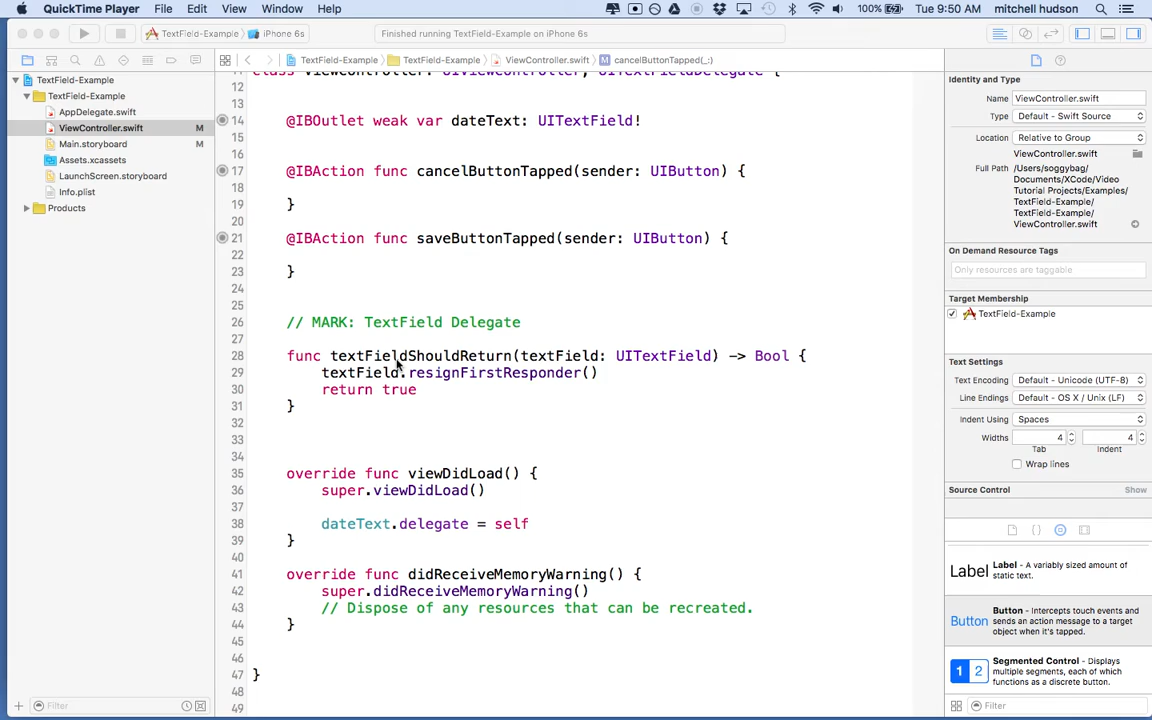 QuickTime Player File Edit View Window Help 100% Tue 9:50 AM mitchell hudson
TextField-Example iPhone 6s Finished running TextField-Example on iPhone 6s
TextField-Example
TextField-Example
AppDelegate.swift
ViewController.swift M
Main.storyboard M
Assets.xcassets
LaunchScreen.storyboard
Info.plist
Products
Filter
TextField-Example TextField-Example ViewController.swift M cancelButtonTapped(_:)
class ViewController: UIViewController, UITextFieldDelegate {
12
13
14 @IBOutlet weak var dateText: UITextField!
15
16
17 @IBAction func cancelButtonTapped(sender: UIButton) {
18
19 }
20
21 @IBAction func saveButtonTapped(sender: UIButton) {
22
23 }
24
25
26 // MARK: TextField Delegate
27
28 func textFieldShouldReturn(textField: UITextField) -> Bool {
29 textField.resignFirstResponder()
30 return true
31 }
32
33
34
35 override func viewDidLoad() {
36 super.viewDidLoad()
37
38 dateText.delegate = self
39 }
40
41 override func didReceiveMemoryWarning() {
42 super.didReceiveMemoryWarning()
43 // Dispose of any resources that can be recreated.
44 }
45
46
47 }
48
49
Identity and Type
Name ViewController.swift
Type Default - Swift Source
Location Relative to Group
ViewController.swift
Full Path /Users/soggybag/
Documents/XCode/Video
Tutorial Projects/Examples/
TextField-Example/
TextField-Example/
ViewController.swift
On Demand Resource Tags
Only resources are taggable
Target Membership
TextField-Example
Text Settings
Text Encoding Default - Unicode (UTF-8)
Line Endings Default - OS X / Unix (LF)
Indent Using Spaces
Widths 4 4
Tab Indent
Wrap lines
Source Control Show
Label Label - A variably sized amount of
static text.
Button Button - Intercepts touch events and
sends an action message to a target
object when it's tapped.
1 2 Segmented Control - Displays
multiple segments, each of which
functions as a discrete button.
Filter